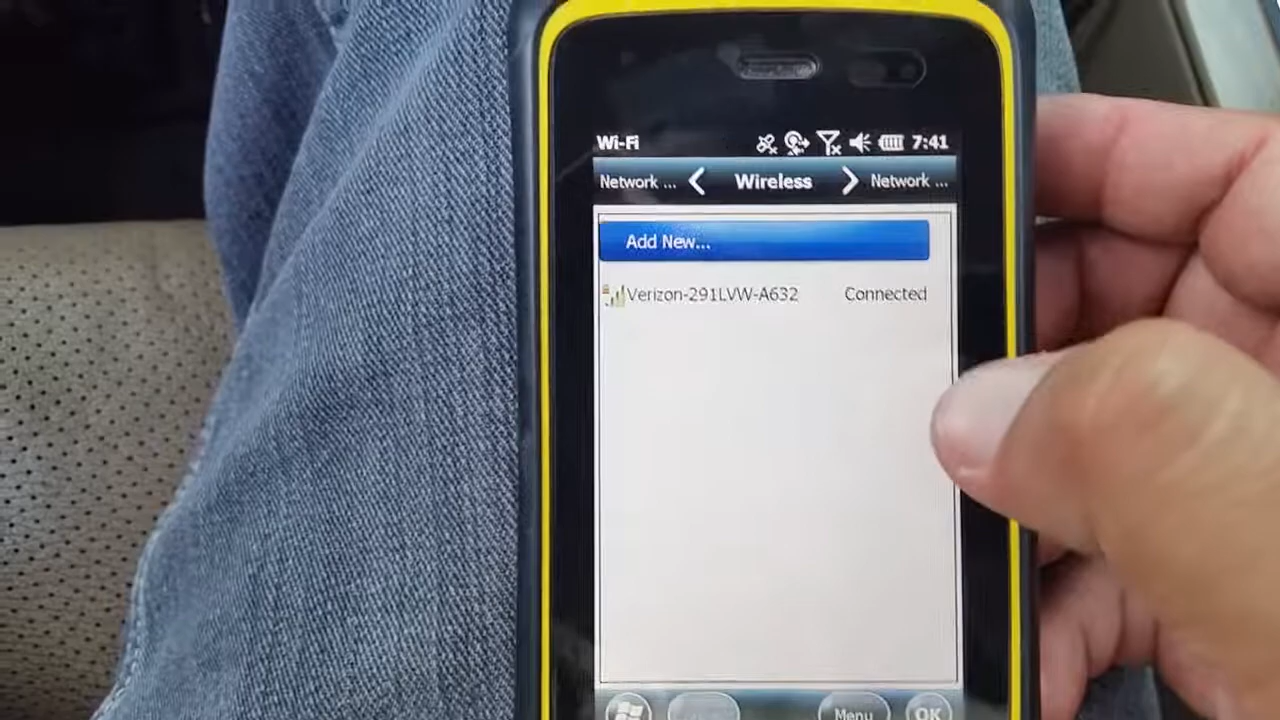 Wi-Fi 7:41
Network ... Wireless Network ...
Add New...
Verizon-291LVW-A632 Connected
Menu OK